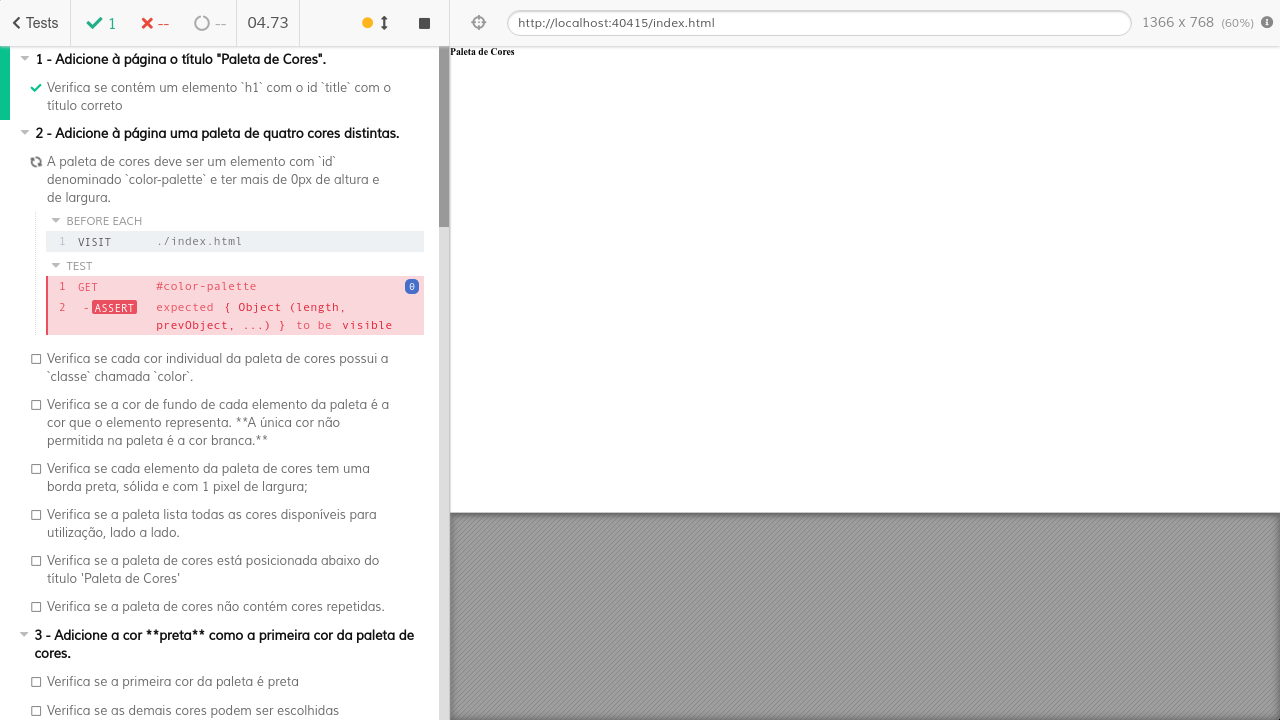 Tests
1
--
--
04.73
http://localhost:40415/index.html
1366 x 768 (60%)
1 - Adicione à página o título "Paleta de Cores".
Verifica se contém um elemento `h1` com o id `title` com o
título correto
2 - Adicione à página uma paleta de quatro cores distintas.
A paleta de cores deve ser um elemento com `id`
denominado `color-palette` e ter mais de 0px de altura e
de largura.
BEFORE EACH
1 VISIT ./index.html
TEST
1 GET #color-palette 0
2 -ASSERT expected { Object (length,
prevObject, ...) } to be visible
Verifica se cada cor individual da paleta de cores possui a
`classe` chamada `color`.
Verifica se a cor de fundo de cada elemento da paleta é a
cor que o elemento representa. **A única cor não
permitida na paleta é a cor branca.**
Verifica se cada elemento da paleta de cores tem uma
borda preta, sólida e com 1 pixel de largura;
Verifica se a paleta lista todas as cores disponíveis para
utilização, lado a lado.
Verifica se a paleta de cores está posicionada abaixo do
título 'Paleta de Cores'
Verifica se a paleta de cores não contém cores repetidas.
3 - Adicione a cor **preta** como a primeira cor da paleta de
cores.
Verifica se a primeira cor da paleta é preta
Verifica se as demais cores podem ser escolhidas
Paleta de Cores